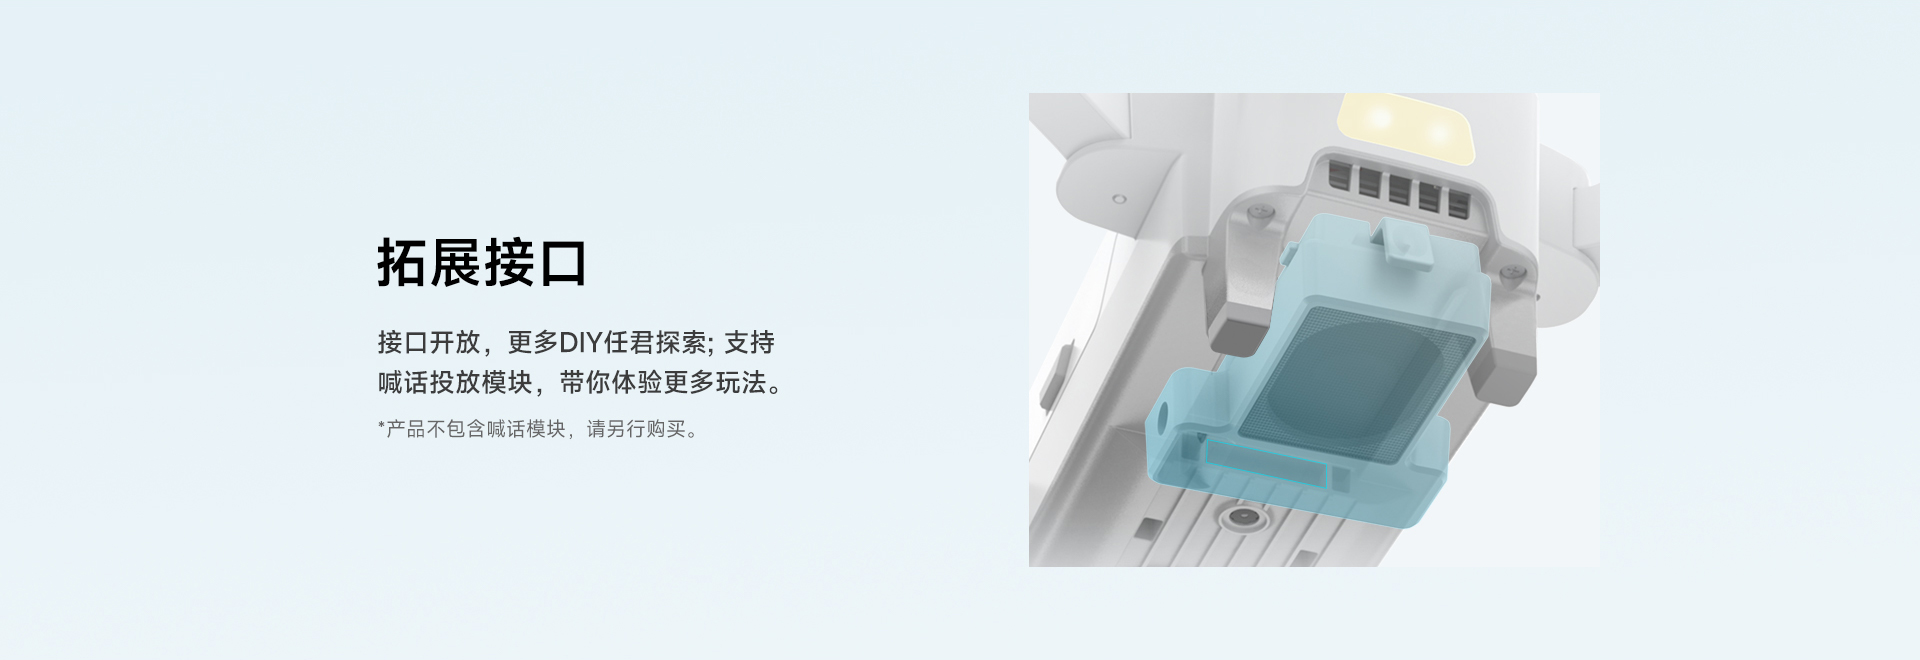 拓展接口
接口开放，更多DIY任君探索; 支持
喊话投放模块，带你体验更多玩法。
*产品不包含喊话模块，请另行购买。